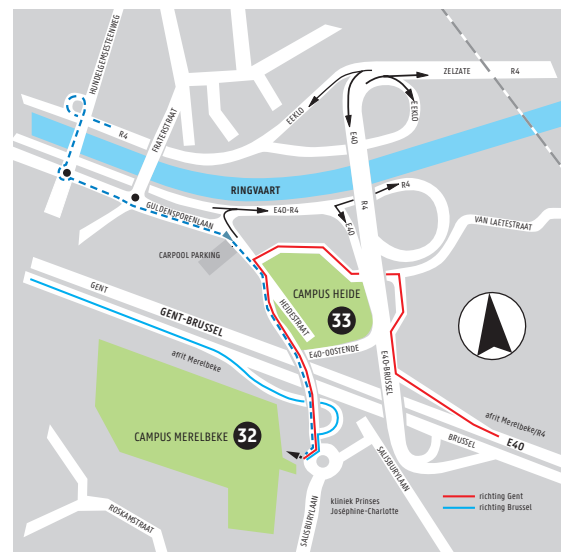 HUNDELGEMSESTEENWEG
R4
FRATERSTRAAT
EEKLO
ZELZATE R4
EEKLO
E40
RINGVAART
GULDENSPORENLAAN
E40-R4
R4
R4
E40
VAN LAETESTRAAT
CARPOOL PARKING
GENT
GENT-BRUSSEL
CAMPUS HEIDE
33
HEIDESTRAAT
E40-OOSTENDE
E40-BRUSSEL
afrit Merelbeke
afrit Merelbeke/R4
E40
BRUSSEL
CAMPUS MERELBEKE 32
SALISBURYLAAN
ROSKAMSTRAAT
SALISBURYLAAN
kliniek Prinses
Joséphine-Charlotte
richting Gent
richting Brussel